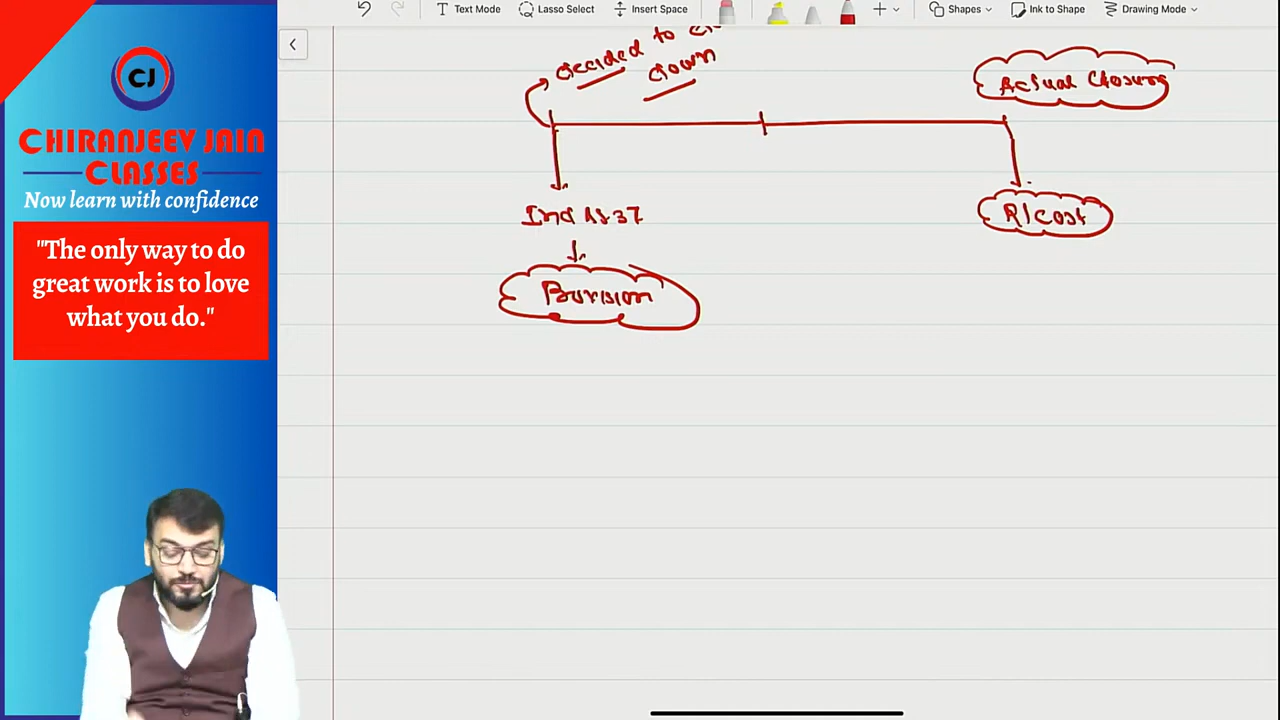 Text Mode
Lasso Select
Insert Space
Shapes
Ink to Shape
Drawing Mode
CJ
CHIRANJEEV JAIN
CLASSES
Now learn with confidence
"The only way to do
great work is to love
what you do."
decided to
down
Actual Closure
Ind AS 37
R/cost
Provision